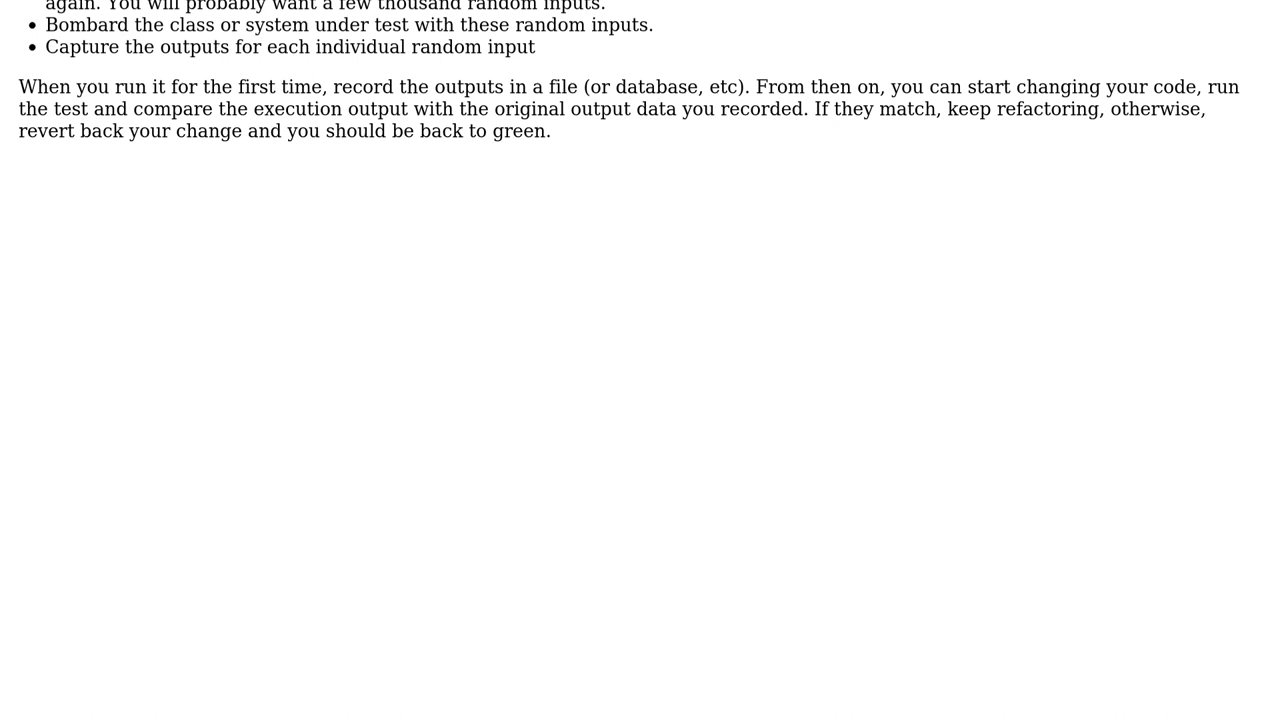 again. You will probably want a few thousand random inputs.
• Bombard the class or system under test with these random inputs.
• Capture the outputs for each individual random input
When you run it for the first time, record the outputs in a file (or database, etc). From then on, you can start changing your code, run
the test and compare the execution output with the original output data you recorded. If they match, keep refactoring, otherwise,
revert back your change and you should be back to green.